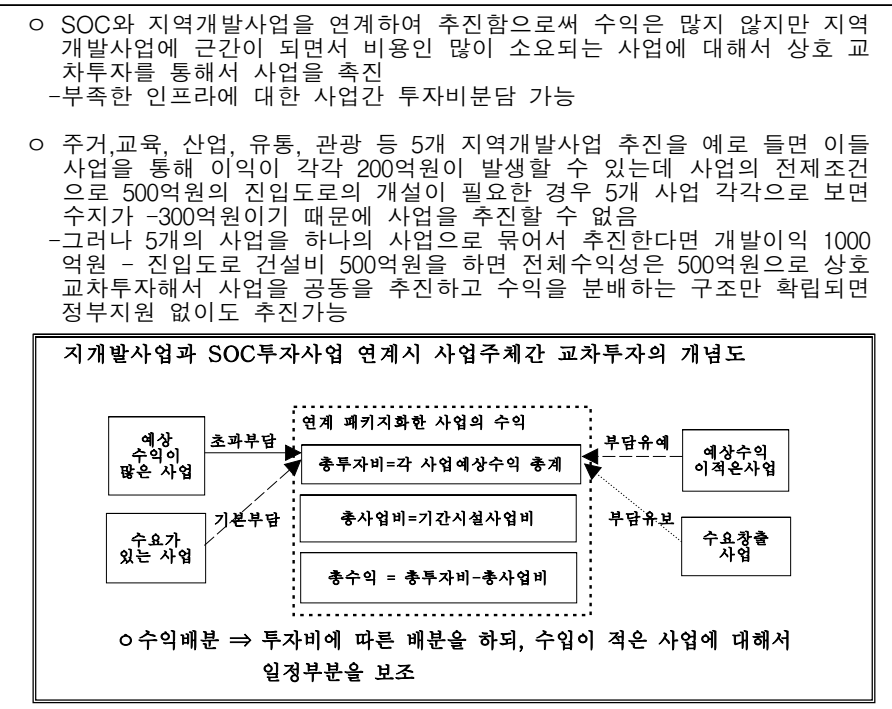 ㅇ SOC와 지역개발사업을 연계하여 추진함으로써 수익은 많지 않지만 지역
개발사업에 근간이 되면서 비용인 많이 소요되는 사업에 대해서 상호 교
차투자를 통해서 사업을 촉진
-부족한 인프라에 대한 사업간 투자비분담 가능
ㅇ 주거,교육, 산업, 유통, 관광 등 5개 지역개발사업 추진을 예로 들면 이들
사업을 통해 이익이 각각 200억원이 발생할 수 있는데 사업의 전제조건
으로 500억원의 진입도로의 개설이 필요한 경우 5개 사업 각각으로 보면
수지가 -300억원이기 때문에 사업을 추진할 수 없음
-그러나 5개의 사업을 하나의 사업으로 묶어서 추진한다면 개발이익 1000
억원 - 진입도로 건설비 500억원을 하면 전체수익성은 500억원으로 상호
교차투자해서 사업을 공동을 추진하고 수익을 분배하는 구조만 확립되면
정부지원 없이도 추진가능
지개발사업과 SOC투자사업 연계시 사업주체간 교차투자의 개념도
연계 패키지화한 사업의 수익
예상
수익이
많은 사업
초과부담
총투자비=각 사업예상수익 총계
부담유예
예상수익
이적은사업
수요가
있는 사업
기본부담
총사업비=기간시설사업비
부담유보
수요창출
사업
총수익 = 총투자비-총사업비
ㅇ수익배분 ⇒ 투자비에 따른 배분을 하되, 수입이 적은 사업에 대해서
일정부분을 보조